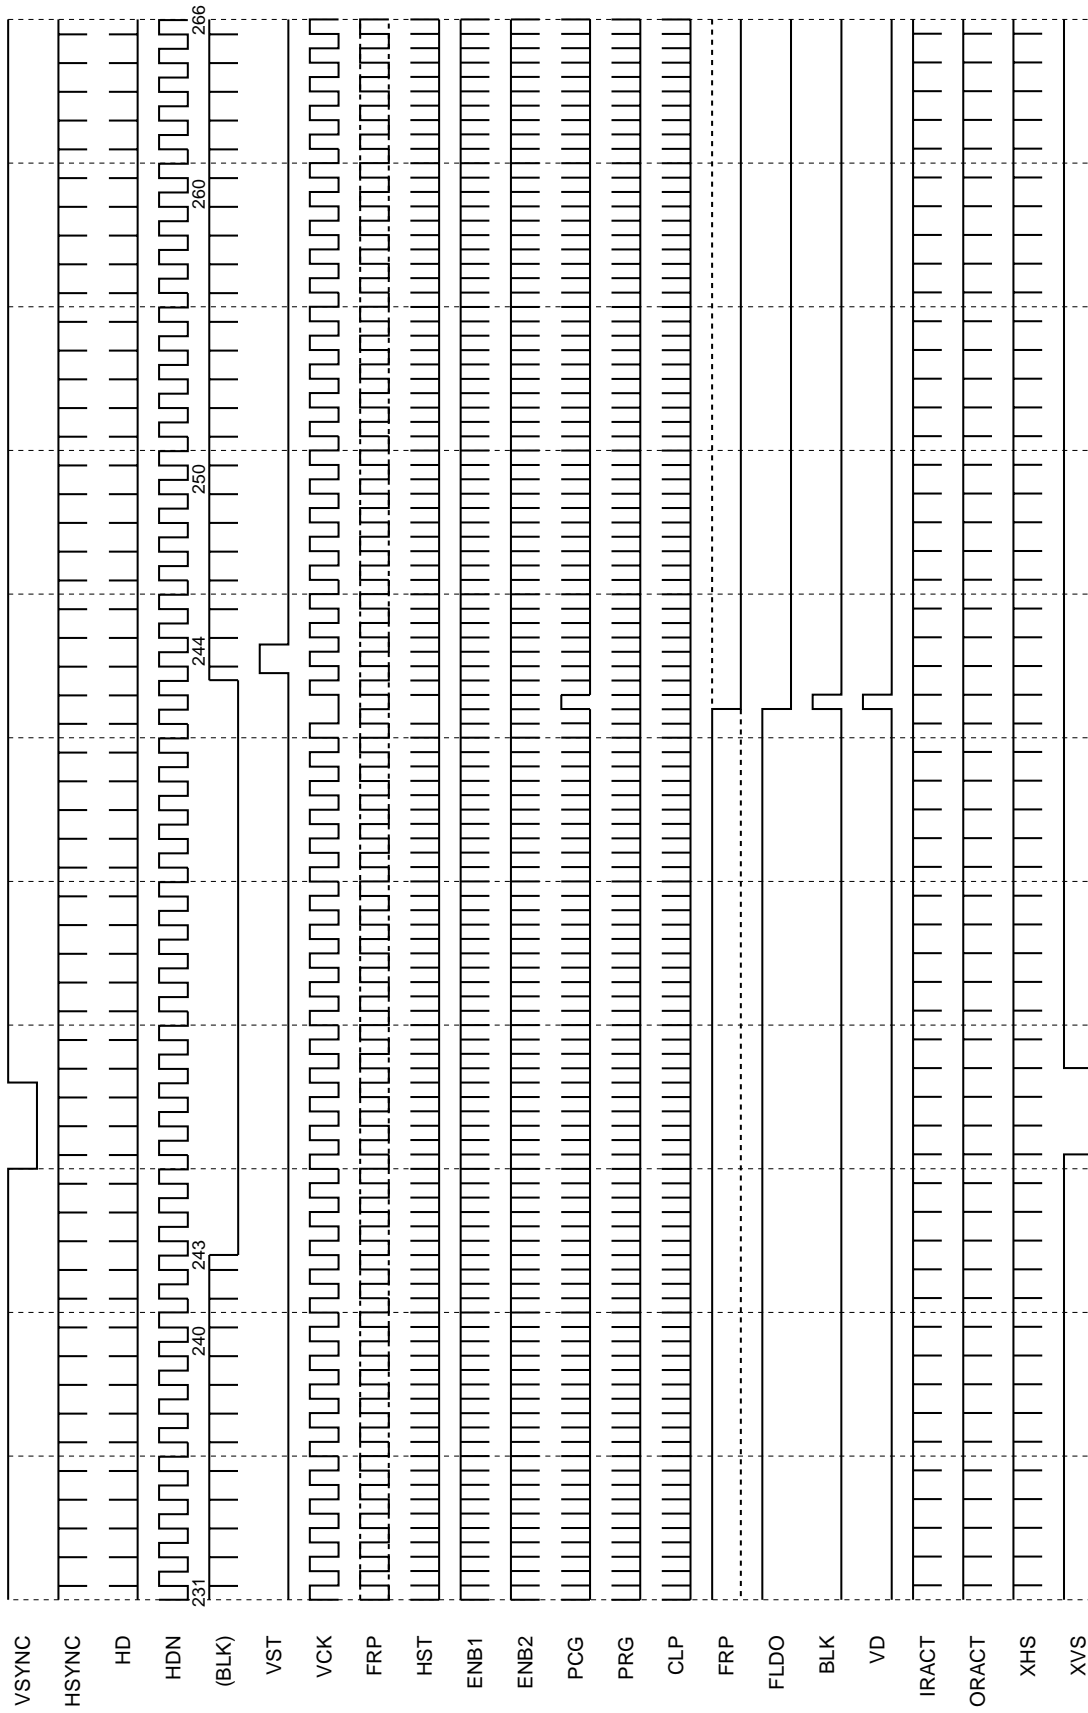 VSYNC
HSYNC
HD
HDN
231 240 243 244 250 260 266
(BLK)
VST
VCK
FRP
HST
ENB1
ENB2
PCG
PRG
CLP
FRP
FLDO
BLK
VD
IRACT
ORACT
XHS
XVS